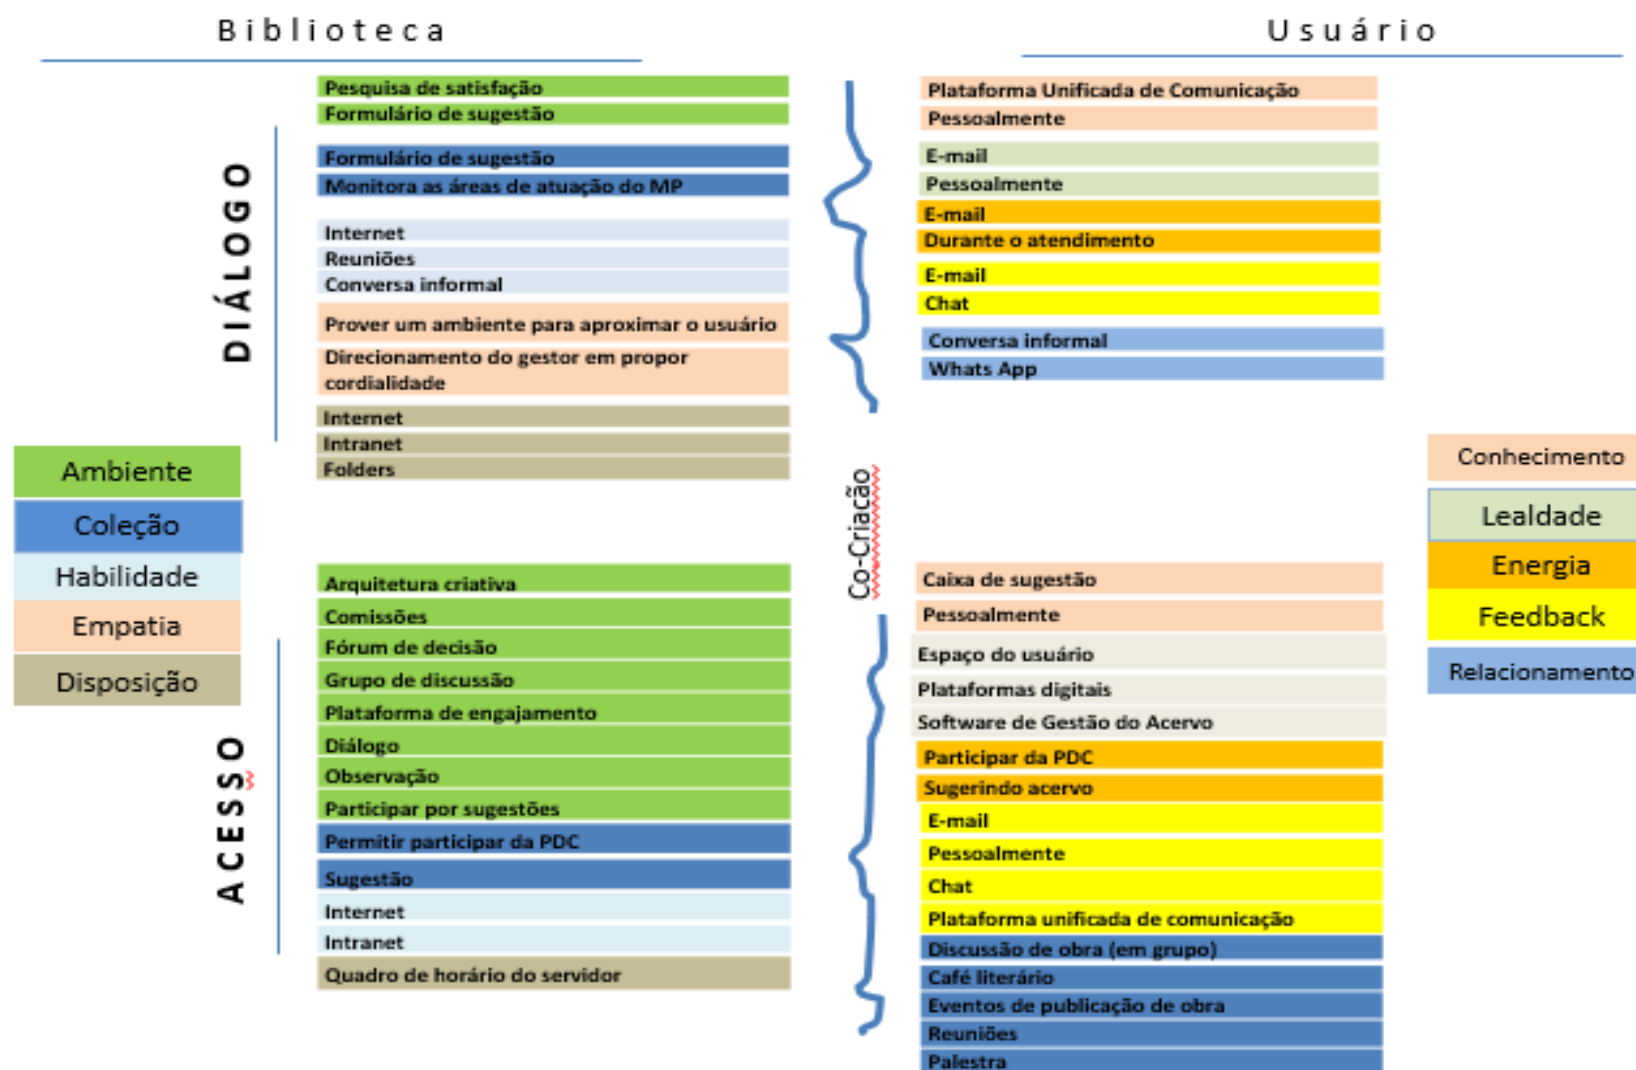 Biblioteca
Usuário
DIÁLOGO
Pesquisa de satisfação
Formulário de sugestão
Formulário de sugestão
Monitora as áreas de atuação do MP
Internet
Reuniões
Conversa informal
Prover um ambiente para aproximar o usuário
Direcionamento do gestor em propor
cordialidade
Internet
Intranet
Folders
Plataforma Unificada de Comunicação
Pessoalmente
E-mail
Pessoalmente
E-mail
Durante o atendimento
E-mail
Chat
Conversa informal
Whats App
Ambiente
Coleção
Habilidade
Empatia
Disposição
Co-Criacão
Conhecimento
Lealdade
Energia
Feedback
Relacionamento
ACESSO
Arquitetura criativa
Comissões
Fórum de decisão
Grupo de discussão
Plataforma de engajamento
Diálogo
Observação
Participar por sugestões
Permitir participar da PDC
Sugestão
Internet
Intranet
Quadro de horário do servidor
Caixa de sugestão
Pessoalmente
Espaço do usuário
Plataformas digitais
Software de Gestão do Acervo
Participar da PDC
Sugerindo acervo
E-mail
Pessoalmente
Chat
Plataforma unificada de comunicação
Discussão de obra (em grupo)
Café literário
Eventos de publicação de obra
Reuniões
Palestra